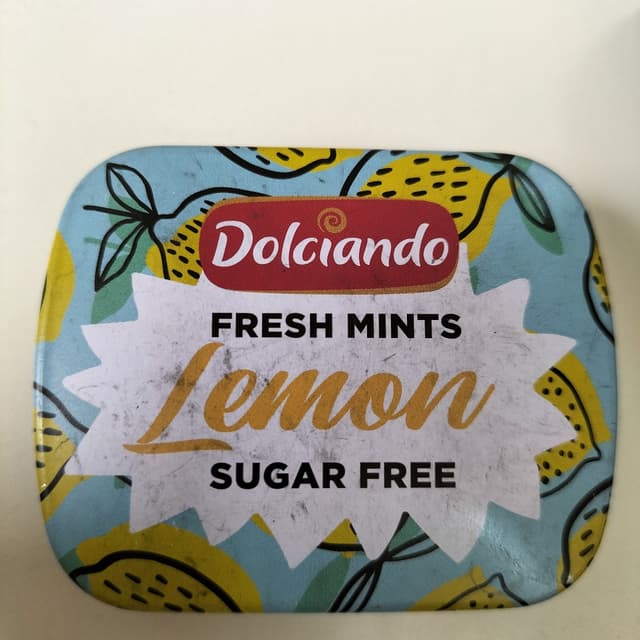 Dolciando
FRESH MINTS
Lemon
SUGAR FREE